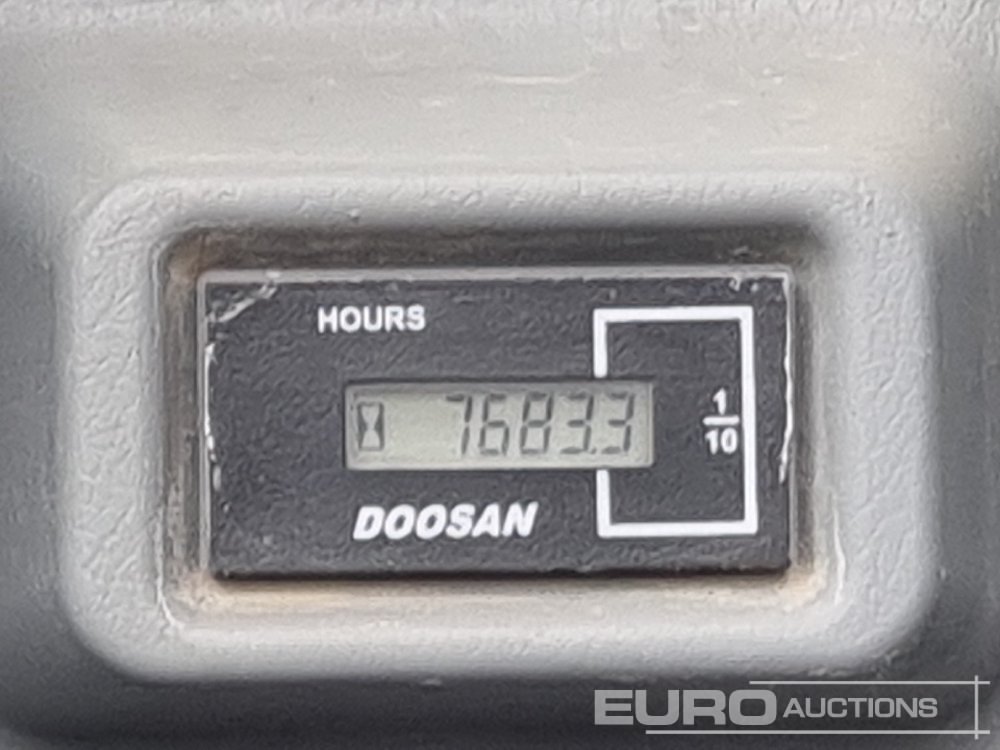 HOURS
7683.3
1
10
DOOSAN
EURO AUCTIONS